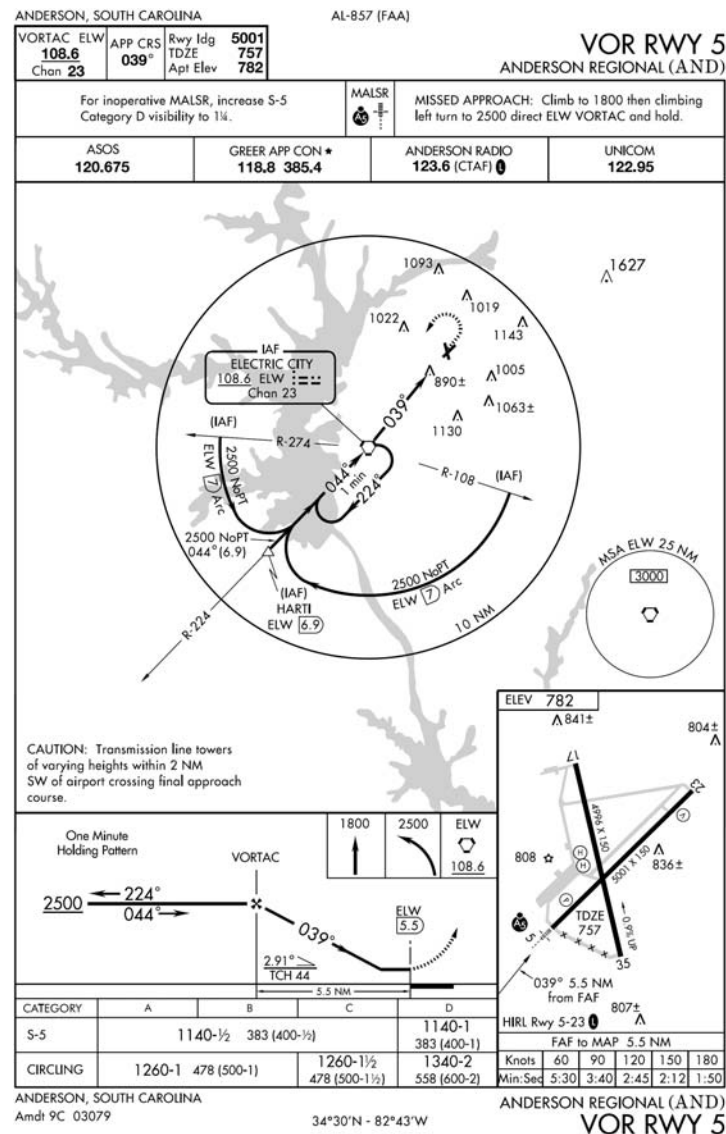 ANDERSON, SOUTH CAROLINA
AL-857 (FAA)
VORTAC ELW
108.6
Chan 23
APP CRS
039°
Rwy Idg 5001
TDZE 757
Apt Elev 782
VOR RWY 5
ANDERSON REGIONAL (AND)
For inoperative MALSR, increase S-5
Category D visibility to 1¼.
MALSR
A5
MISSED APPROACH: Climb to 1800 then climbing
left turn to 2500 direct ELW VORTAC and hold.
ASOS
120.675
GREER APP CON ★
118.8 385.4
ANDERSON RADIO
123.6 (CTAF) L
UNICOM
122.95
1093
1627
1019
1022
1143
IAF
ELECTRIC CITY
108.6 ELW
Chan 23
890±
1005
1063±
1130
039°
(IAF)
R-274
2500 NoPT
ELW 7 Arc
044°
1 min
224°
R-108
(IAF)
2500 NoPT
044° (6.9)
(IAF)
HARTI
ELW 6.9
2500 NoPT
ELW 7 Arc
R-224
10 NM
MSA ELW 25 NM
3000
CAUTION: Transmission line towers
of varying heights within 2 NM
SW of airport crossing final approach
course.
ELEV 782
841±
804±
17
23
4996 X 150
5001 X 150
808
H
H
836±
A5
TDZE
757
0.9% UP
5
35
039° 5.5 NM
from FAF
807±
HIRL Rwy 5-23 L
One Minute
Holding Pattern
VORTAC
1800
2500
ELW
108.6
2500
224°
044°
039°
ELW
5.5
2.91°
TCH 44
5.5 NM
CATEGORY A B C D
S-5 1140-½ 383 (400-½) 1140-1 383 (400-1)
CIRCLING 1260-1 478 (500-1) 1260-1½ 478 (500-1½) 1340-2 558 (600-2)
FAF to MAP 5.5 NM
Knots 60 90 120 150 180
Min:Sec 5:30 3:40 2:45 2:12 1:50
ANDERSON, SOUTH CAROLINA
Amdt 9C 03079
34°30'N - 82°43'W
ANDERSON REGIONAL (AND)
VOR RWY 5